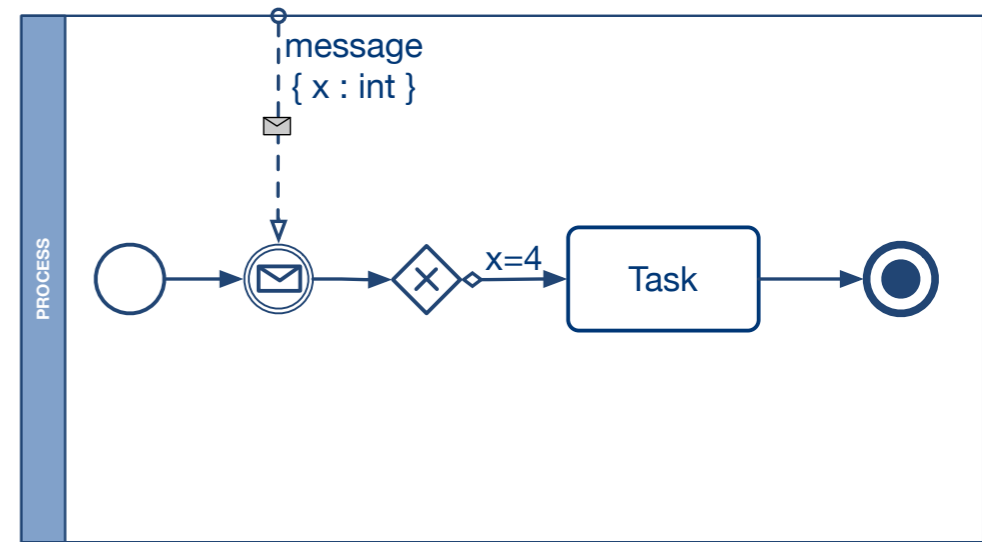 message
{ x : int }
PROCESS
x=4
Task